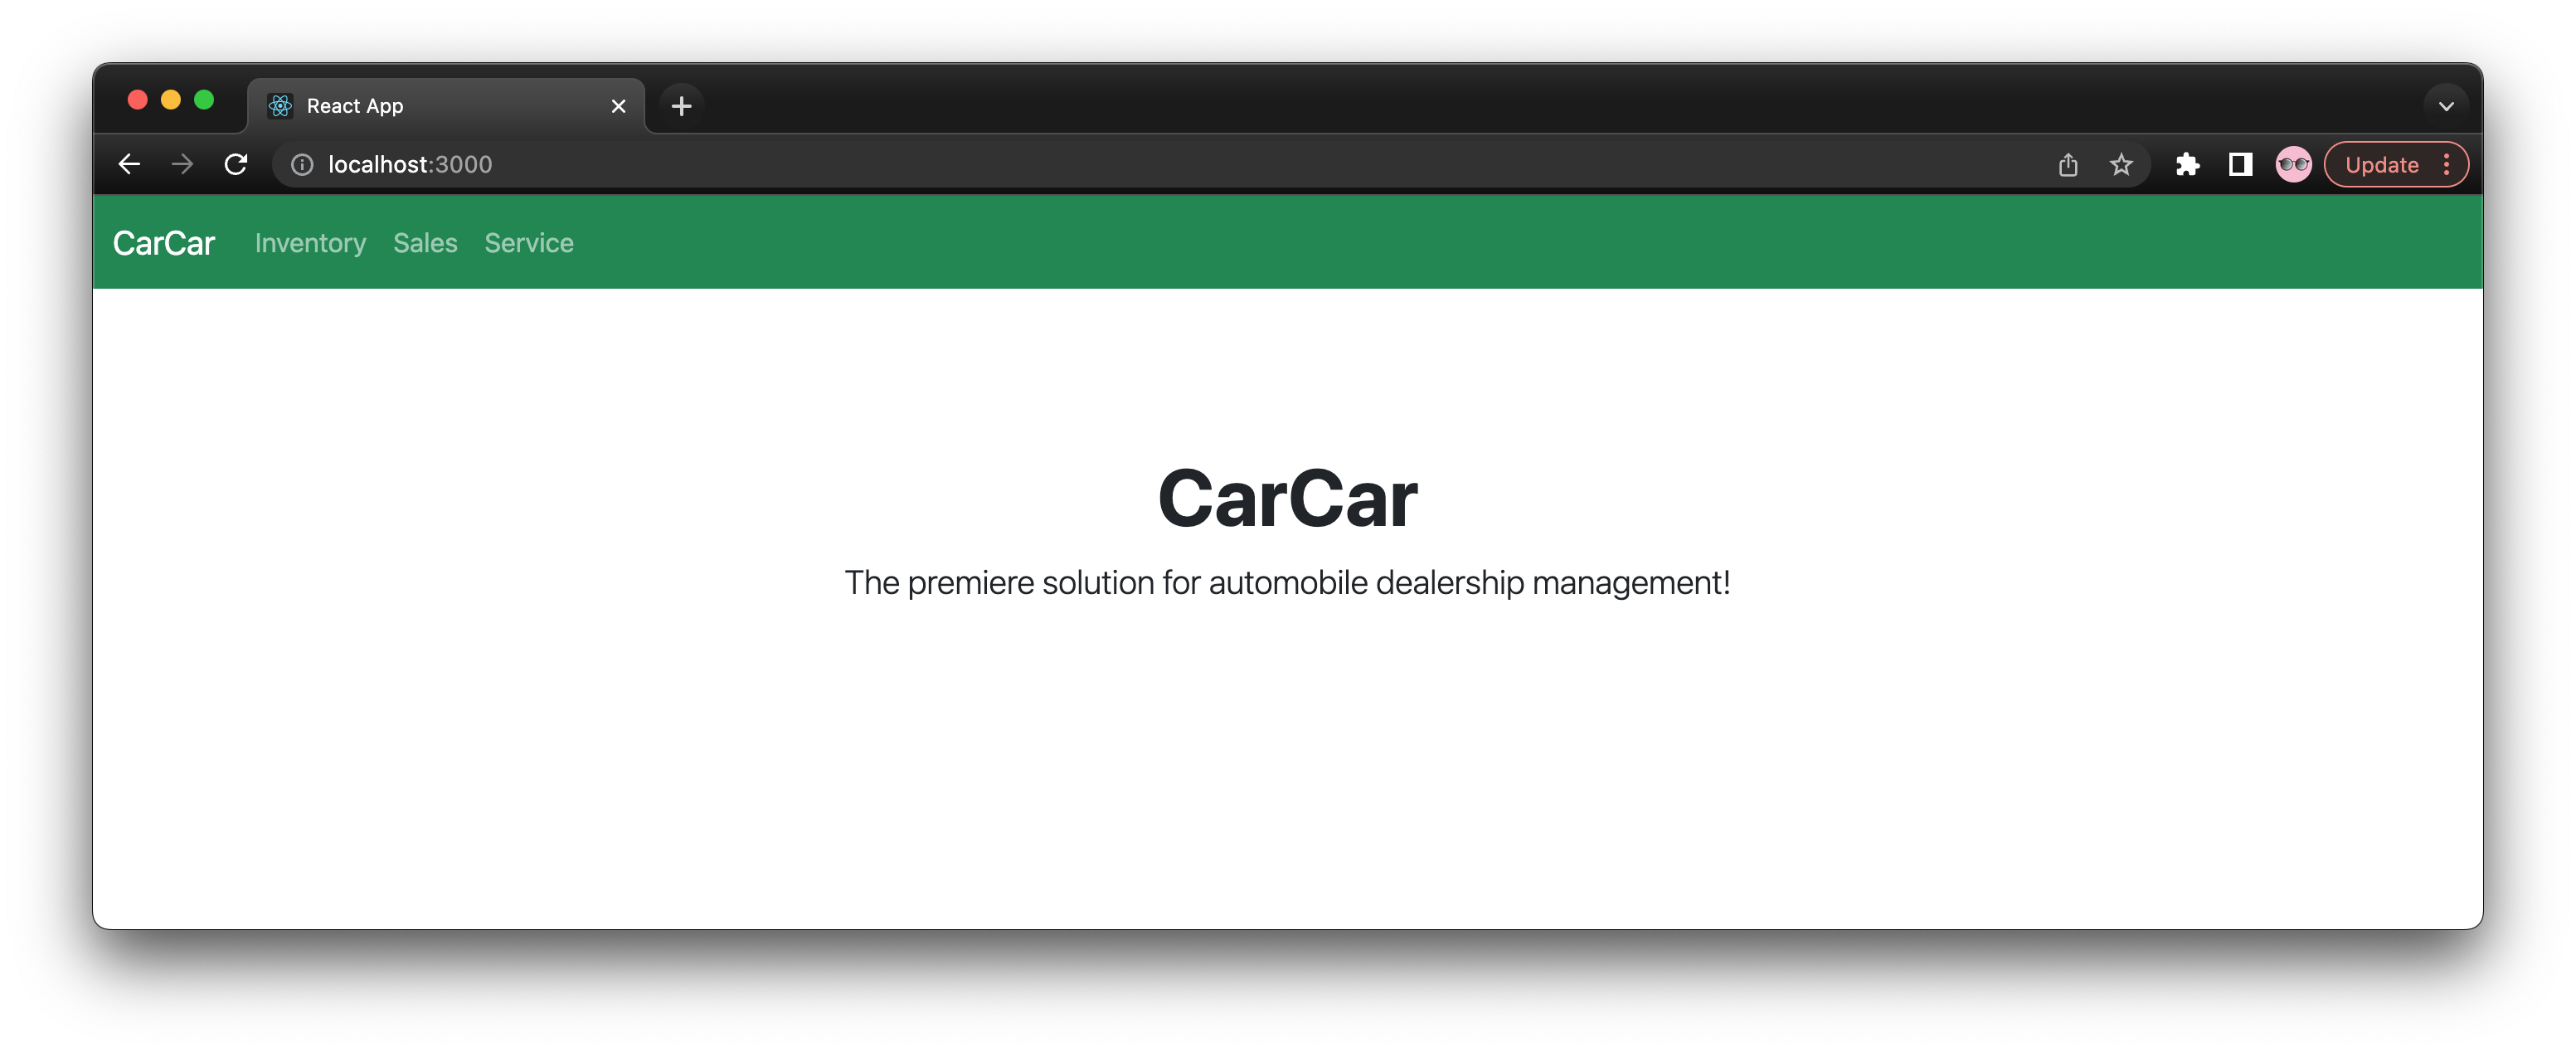 React App
localhost:3000
Update
CarCar Inventory Sales Service
CarCar
The premiere solution for automobile dealership management!